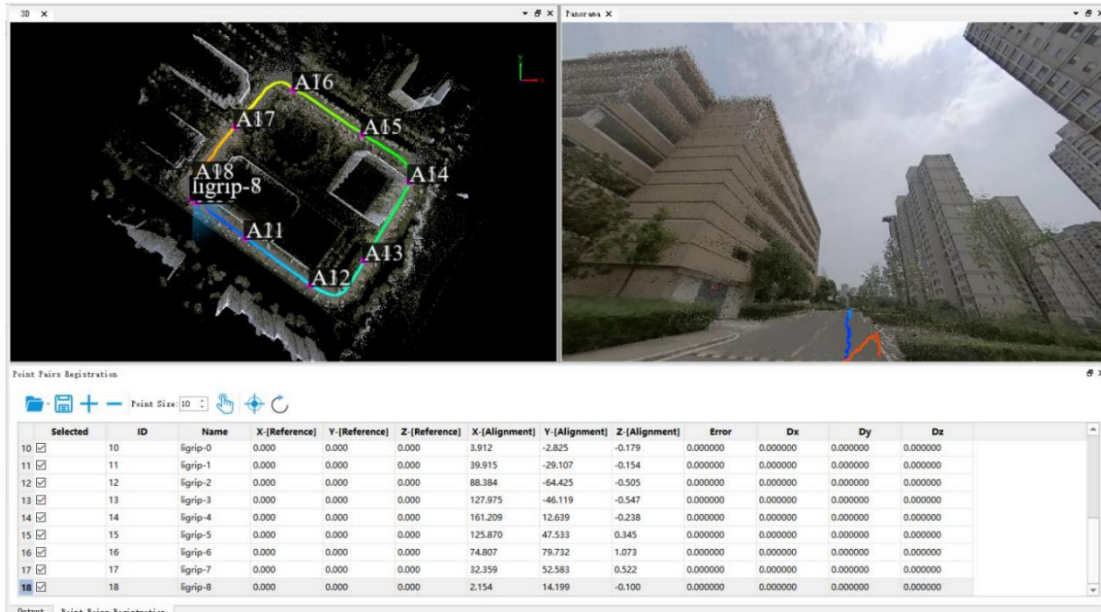 3D
Panorama
Y
X
A16
A17
A15
A18
A14
ligrip-8
A11
A13
A12
Point Pairs Registration
Point Size: 10
Selected ID Name X-[Reference] Y-[Reference] Z-[Reference] X-[Alignment] Y-[Alignment] Z-[Alignment] Error Dx Dy Dz
10 10 ligrip-0 0.000 0.000 0.000 3.912 -2.825 -0.179 0.000000 0.000000 0.000000 0.000000
11 11 ligrip-1 0.000 0.000 0.000 39.915 -29.107 -0.154 0.000000 0.000000 0.000000 0.000000
12 12 ligrip-2 0.000 0.000 0.000 88.384 -64.425 -0.505 0.000000 0.000000 0.000000 0.000000
13 13 ligrip-3 0.000 0.000 0.000 127.975 -46.119 -0.547 0.000000 0.000000 0.000000 0.000000
14 14 ligrip-4 0.000 0.000 0.000 161.209 12.639 -0.238 0.000000 0.000000 0.000000 0.000000
15 15 ligrip-5 0.000 0.000 0.000 125.870 47.533 0.345 0.000000 0.000000 0.000000 0.000000
16 16 ligrip-6 0.000 0.000 0.000 74.807 79.732 1.073 0.000000 0.000000 0.000000 0.000000
17 17 ligrip-7 0.000 0.000 0.000 32.359 52.583 0.522 0.000000 0.000000 0.000000 0.000000
18 18 ligrip-8 0.000 0.000 0.000 2.154 14.199 -0.100 0.000000 0.000000 0.000000 0.000000
Output Point Pairs Registration